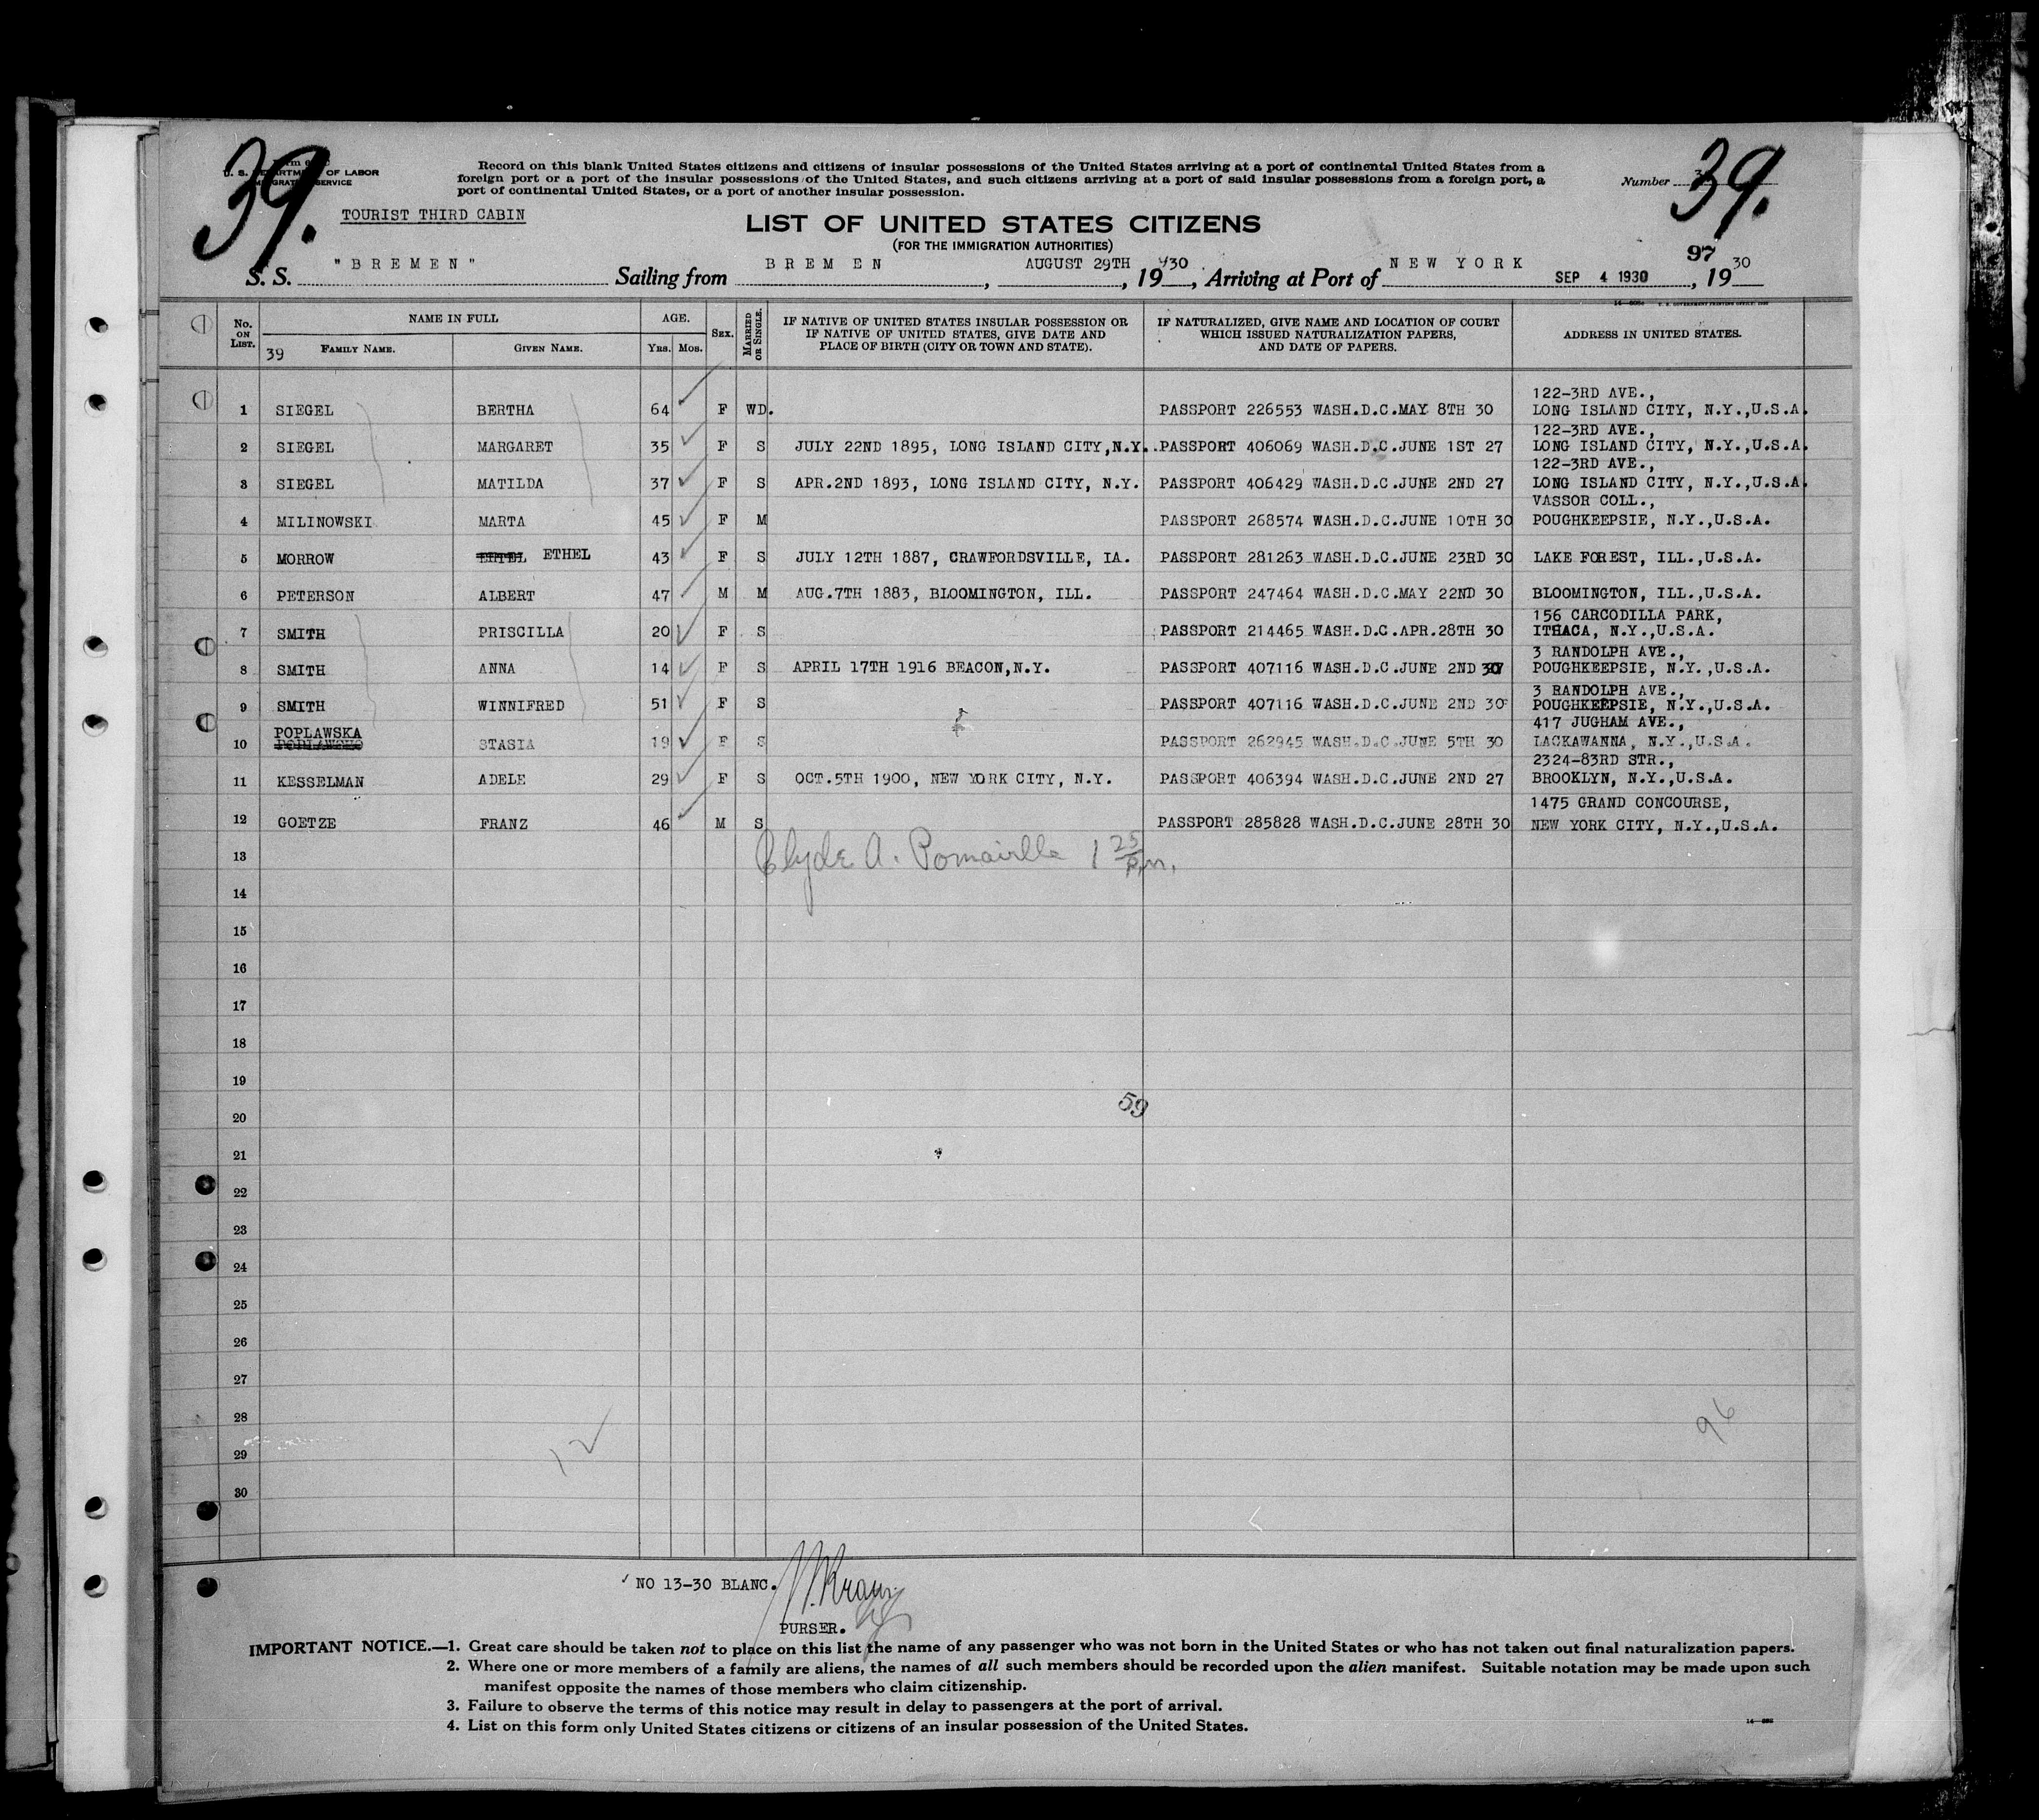 39.
U. S. DEPARTMENT OF LABOR
IMMIGRATION SERVICE
Record on this blank United States citizens and citizens of insular possessions of the United States arriving at a port of continental United States from a
foreign port or a port of the insular possessions of the United States, and such citizens arriving at a port of said insular possessions from a foreign port, a
port of continental United States, or a port of another insular possession.
Number 39.
TOURIST THIRD CABIN
LIST OF UNITED STATES CITIZENS
(FOR THE IMMIGRATION AUTHORITIES)
97
S. S. "BREMEN" Sailing from BREMEN, AUGUST 29TH, 1930, Arriving at Port of NEW YORK SEP 4 1930, 1930
No. ON LIST. NAME IN FULL AGE. SEX. MARRIED OR SINGLE. IF NATIVE OF UNITED STATES INSULAR POSSESSION OR IF NATIVE OF UNITED STATES, GIVE DATE AND PLACE OF BIRTH (CITY OR TOWN AND STATE). IF NATURALIZED, GIVE NAME AND LOCATION OF COURT WHICH ISSUED NATURALIZATION PAPERS, AND DATE OF PAPERS. ADDRESS IN UNITED STATES.
39 FAMILY NAME. GIVEN NAME. YRS. MOS.
122-3RD AVE.,
1 SIEGEL BERTHA 64 F WD. PASSPORT 226553 WASH.D.C.MAY 8TH 30 LONG ISLAND CITY, N.Y.,U.S.A.
122-3RD AVE.,
2 SIEGEL MARGARET 35 F S JULY 22ND 1895, LONG ISLAND CITY,N.Y. PASSPORT 406069 WASH.D.C.JUNE 1ST 27 LONG ISLAND CITY, N.Y.,U.S.A.
122-3RD AVE.,
3 SIEGEL MATILDA 37 F S APR.2ND 1893, LONG ISLAND CITY, N.Y. PASSPORT 406429 WASH.D.C.JUNE 2ND 27 LONG ISLAND CITY, N.Y.,U.S.A.
VASSOR COLL.,
4 MILINOWSKI MARTA 45 F M PASSPORT 268574 WASH.D.C.JUNE 10TH 30 POUGHKEEPSIE, N.Y.,U.S.A.
5 MORROW ETHEL 43 F S JULY 12TH 1887, CRAWFORDSVILLE, IA. PASSPORT 281263 WASH.D.C.JUNE 23RD 30 LAKE FOREST, ILL.,U.S.A.
6 PETERSON ALBERT 47 M M AUG.7TH 1883, BLOOMINGTON, ILL. PASSPORT 247464 WASH.D.C.MAY 22ND 30 BLOOMINGTON, ILL.,U.S.A.
156 CARCODILLA PARK,
7 SMITH PRISCILLA 20 F S PASSPORT 214465 WASH.D.C.APR.28TH 30 ITHACA, N.Y.,U.S.A.
3 RANDOLPH AVE.,
8 SMITH ANNA 14 F S APRIL 17TH 1916 BEACON,N.Y. PASSPORT 407116 WASH.D.C.JUNE 2ND POUGHKEEPSIE, N.Y.,U.S.A.
3 RANDOLPH AVE.,
9 SMITH WINNIFRED 51 F S PASSPORT 407116 WASH.D.C.JUNE 2ND 30 POUGHKEEPSIE, N.Y.,U.S.A.
POPLAWSKA 417 JUGHAM AVE.,
10 STASIA 19 F S PASSPORT 262945 WASH.D.C.JUNE 5TH 30 LACKAWANNA, N.Y.,U.S.A.
2324-83RD STR.,
11 KESSELMAN ADELE 29 F S OCT.5TH 1900, NEW YORK CITY, N.Y. PASSPORT 406394 WASH.D.C.JUNE 2ND 27 BROOKLYN, N.Y.,U.S.A.
1475 GRAND CONCOURSE,
12 GOETZE FRANZ 46 M S PASSPORT 285828 WASH.D.C.JUNE 28TH 30 NEW YORK CITY, N.Y.,U.S.A.
13 Clyde A. Pomairlle 1 25 p.m.
14
15
16
17
18
19
20 59
21
22
23
24
25
26
27
28 96
29 12
30
NO 13-30 BLANC.
PURSER.
IMPORTANT NOTICE.—1. Great care should be taken not to place on this list the name of any passenger who was not born in the United States or who has not taken out final naturalization papers.
2. Where one or more members of a family are aliens, the names of all such members should be recorded upon the alien manifest. Suitable notation may be made upon such
manifest opposite the names of those members who claim citizenship.
3. Failure to observe the terms of this notice may result in delay to passengers at the port of arrival.
4. List on this form only United States citizens or citizens of an insular possession of the United States.